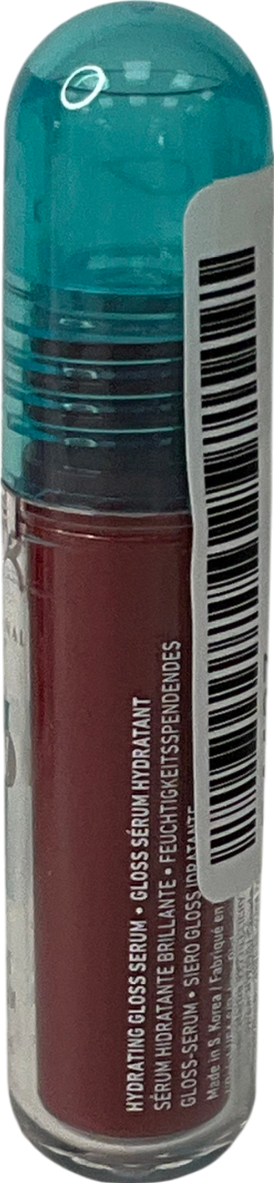 HYDRATING GLOSS SERUM • GLOSS SÉRUM HYDRATANT
SÉRUM HIDRATANTE BRILLANTE • FEUCHTIGKEITSSPENDENDES
GLOSS-SERUM • SIERO GLOSS IDRATANTE
Made in S. Korea / Fabriqué en